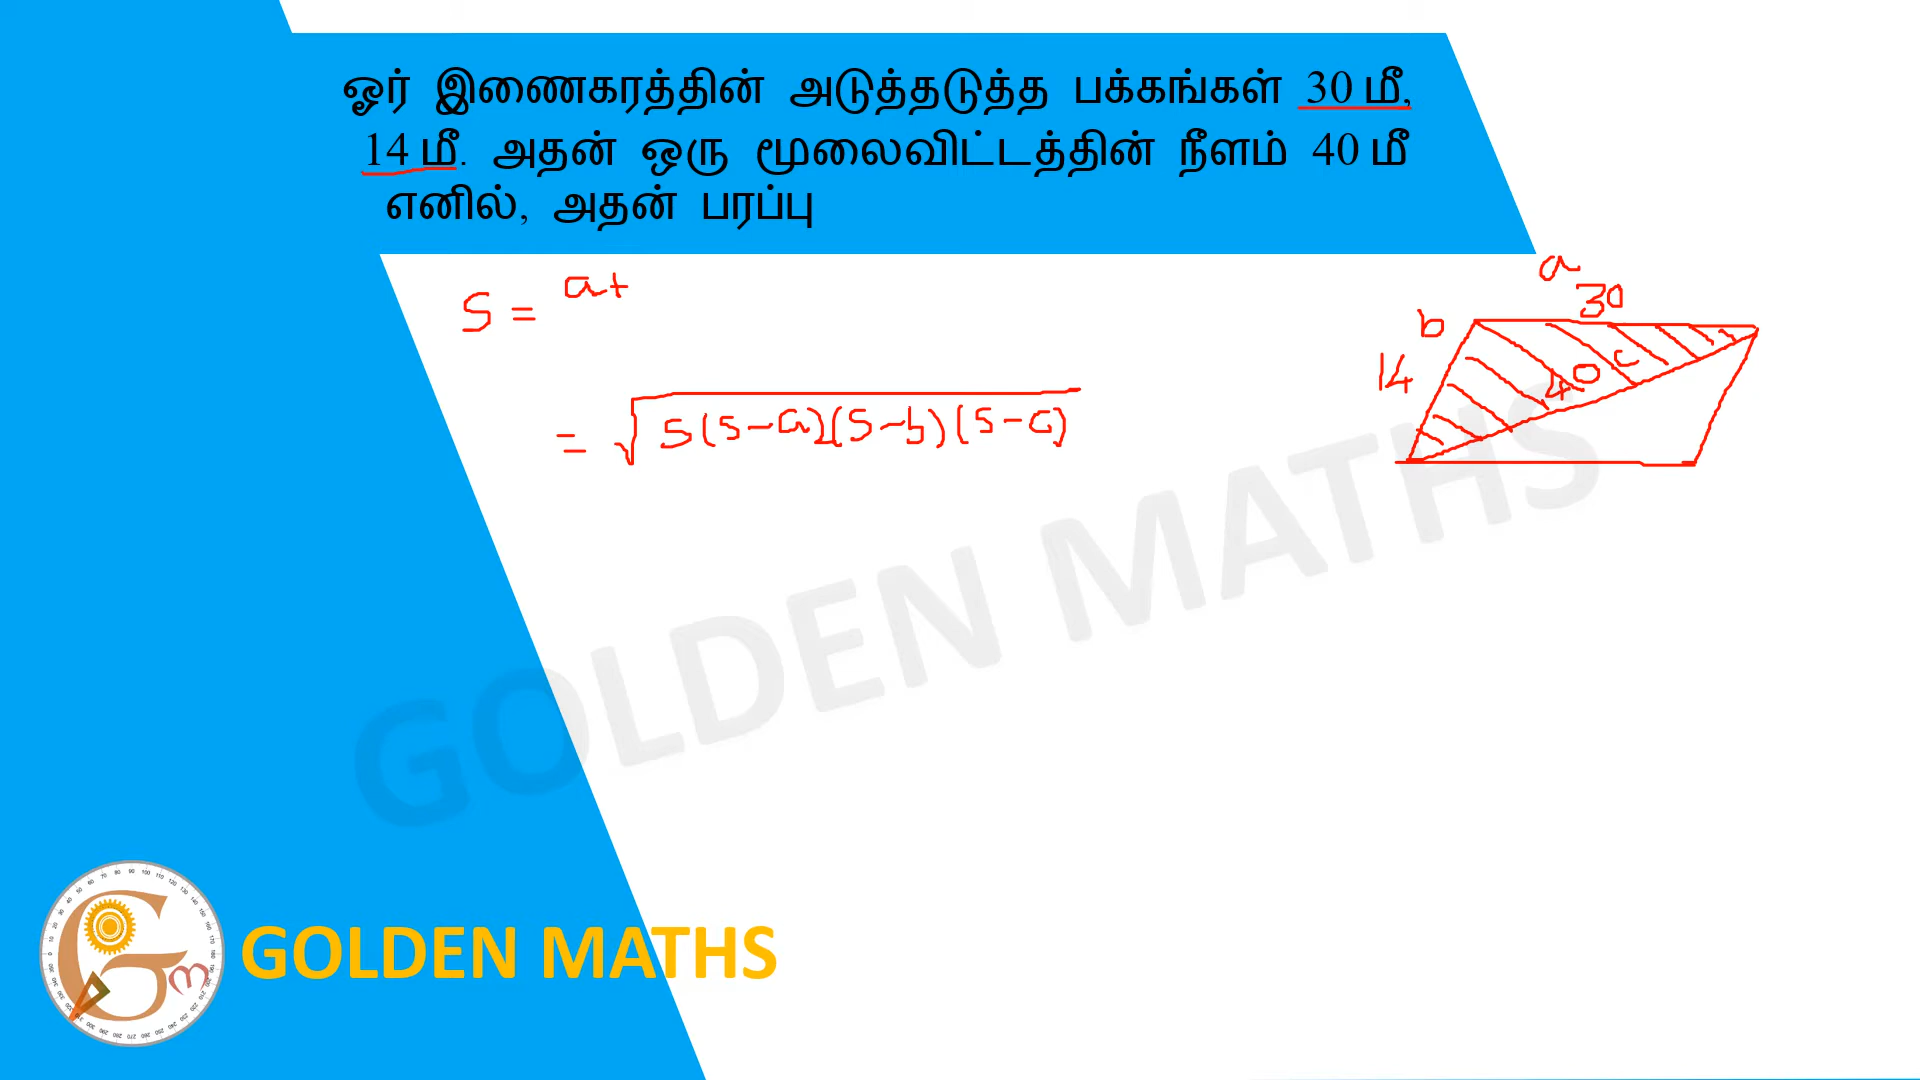 ஓர் இணைகரத்தின் அடுத்தடுத்த பக்கங்கள் 30 மீ,
14 மீ. அதன் ஒரு மூலைவிட்டத்தின் நீளம் 40 மீ
எனில், அதன் பரப்பு
a
30
b
14
40 c
S = a+
= √S(S-a)(S-b)(S-c)
GOLDEN MATHS
Gm
GOLDEN MATHS